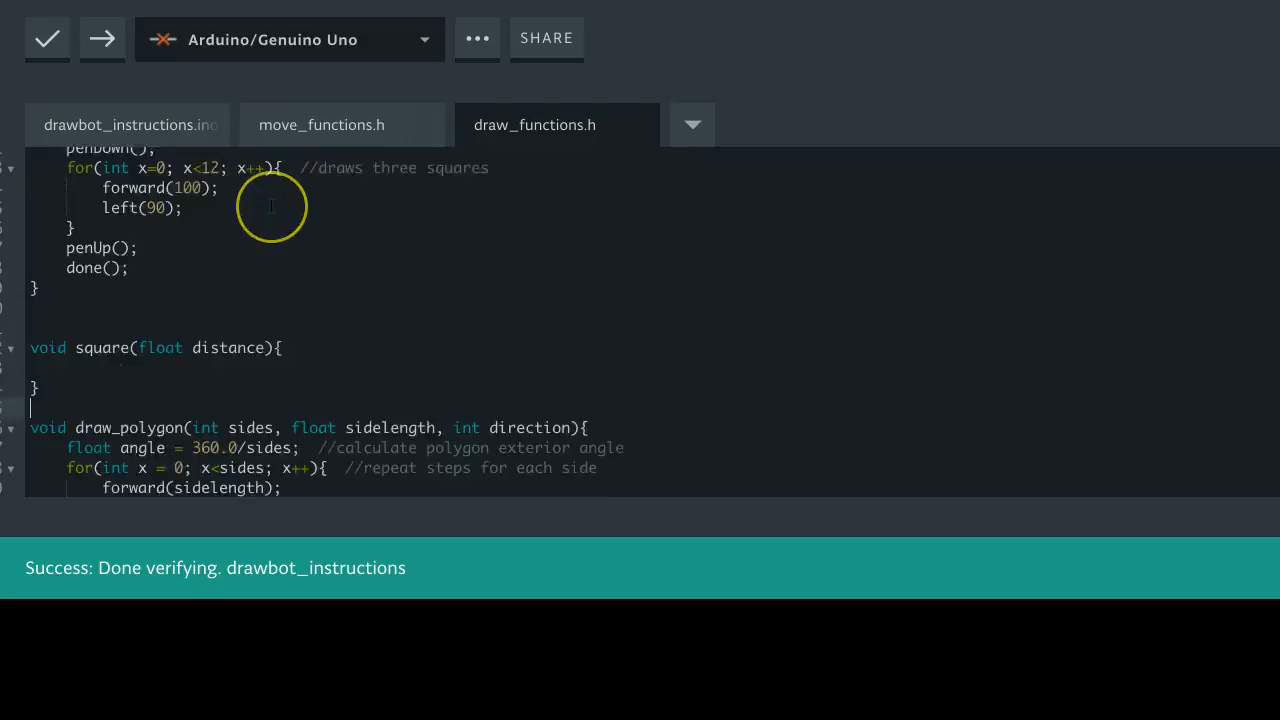 Arduino/Genuino Uno
SHARE
drawbot_instructions.ino
move_functions.h
draw_functions.h
penDown();
for(int x=0; x<12; x++){ //draws three squares
forward(100);
left(90);
}
penUp();
done();
}
void square(float distance){
}
void draw_polygon(int sides, float sidelength, int direction){
float angle = 360.0/sides; //calculate polygon exterior angle
for(int x = 0; x<sides; x++){ //repeat steps for each side
forward(sidelength);
Success: Done verifying. drawbot_instructions